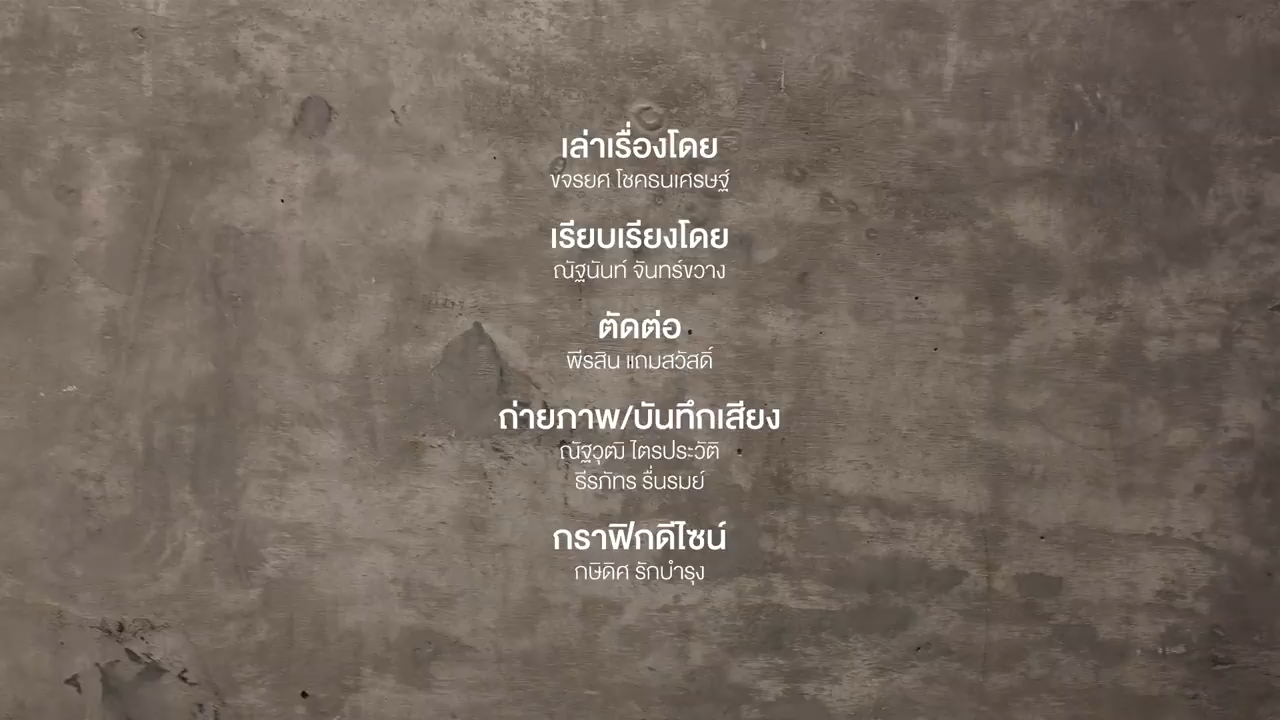 เล่าเรื่องโดย
ขจรยศ โชคธนเศรษฐ์
เรียบเรียงโดย
ณัฐนันท์ จันทร์ขวาง
ตัดต่อ
พีรสิน แถมสวัสดิ์
ถ่ายภาพ/บันทึกเสียง
ณัฐวุฒิ ไตรประวัติ
ธีรภัทร รื่นรมย์
กราฟิกดีไซน์
กษิดิศ รักบำรุง